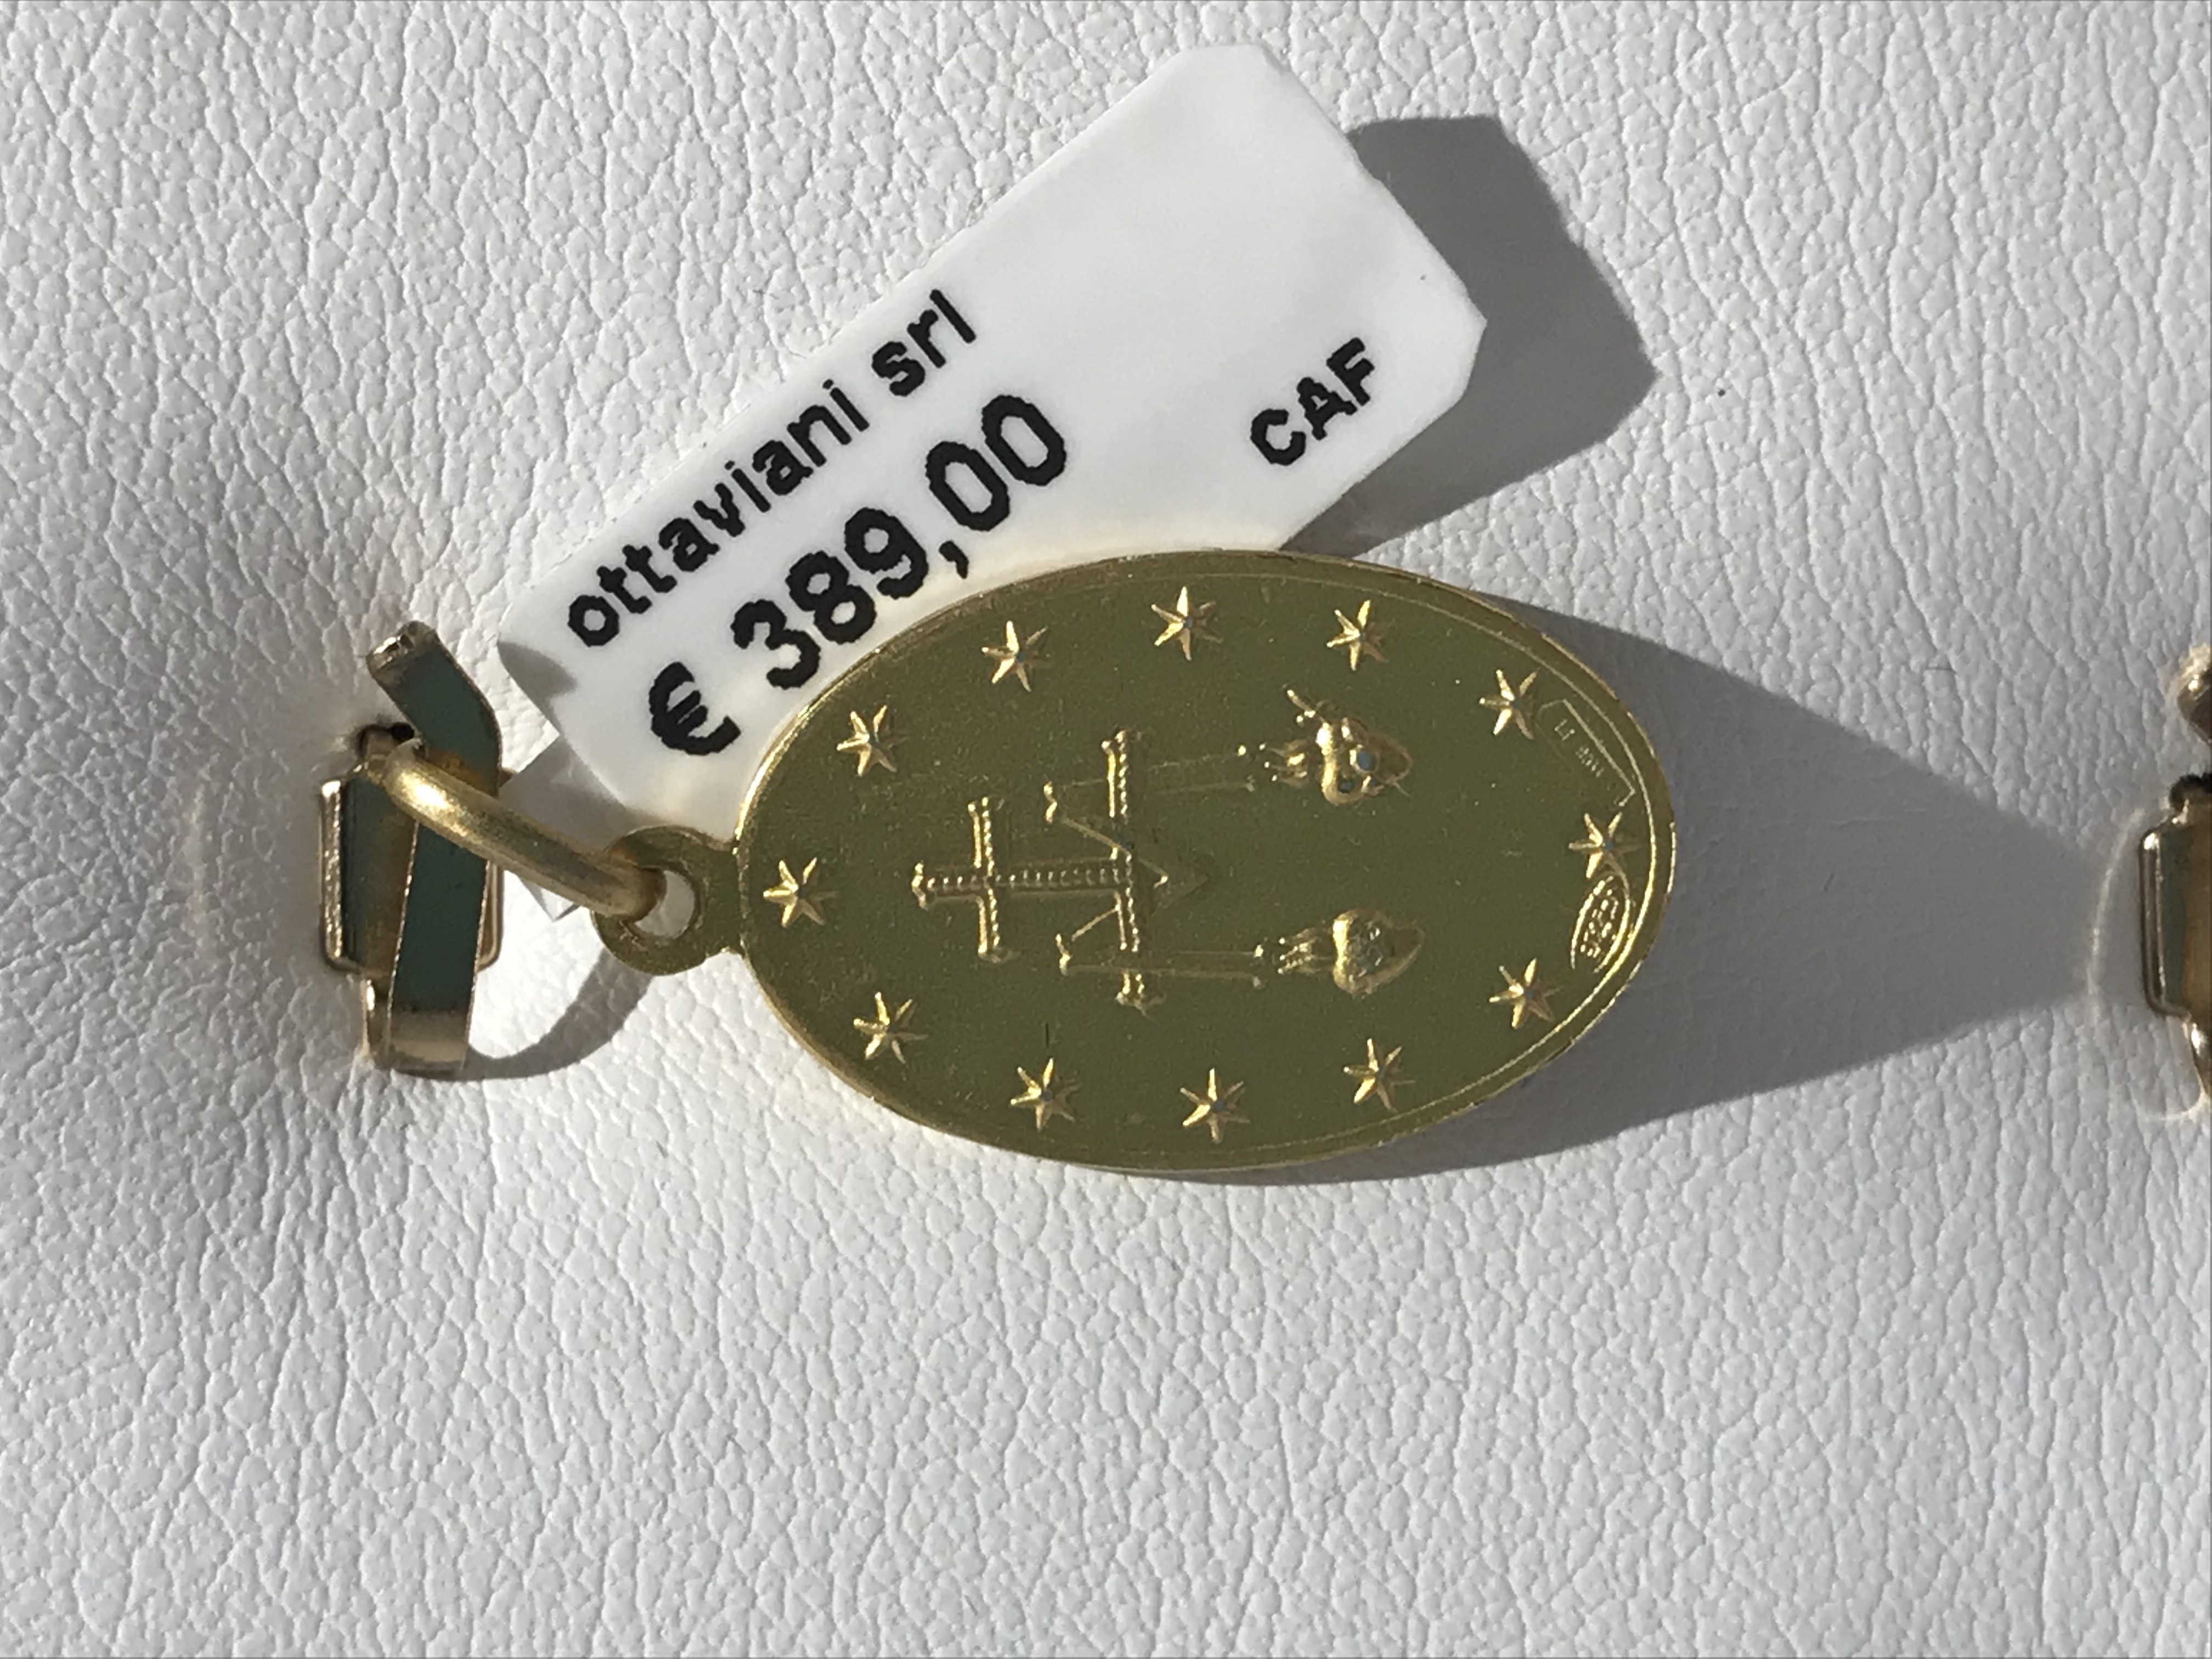 ottaviani srl
€ 389,00
CAF